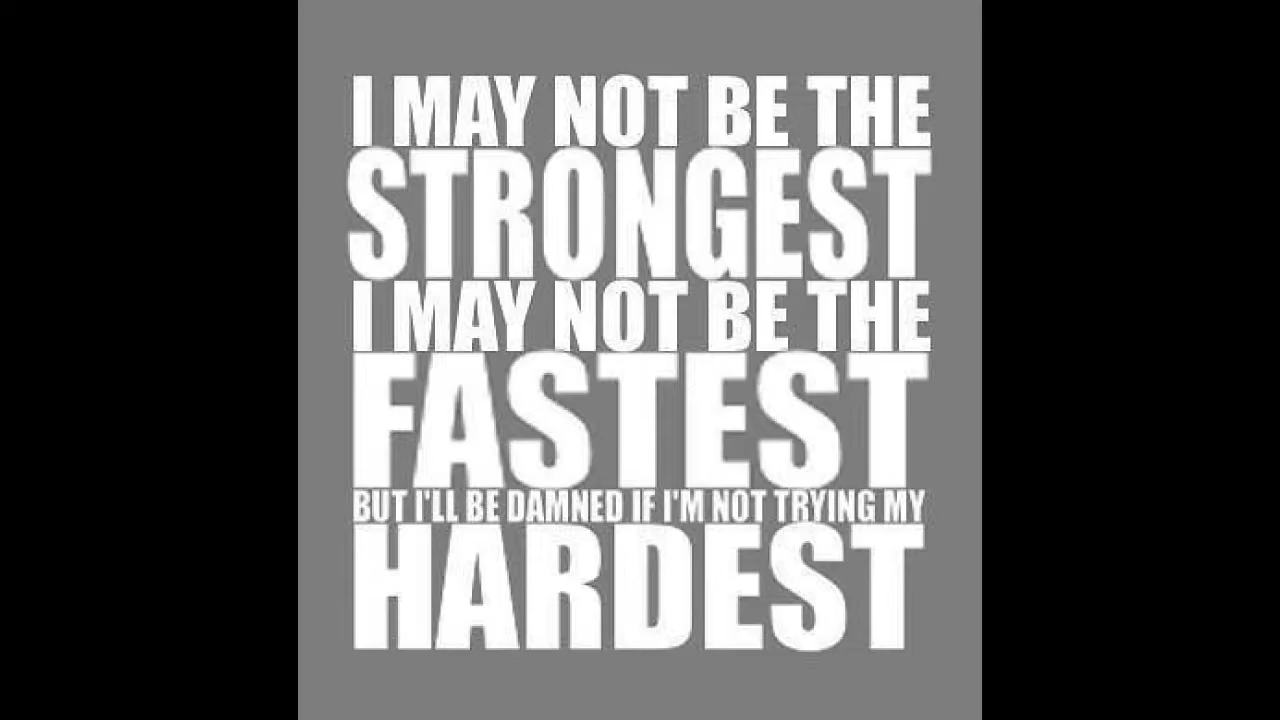 I MAY NOT BE THE
STRONGEST
I MAY NOT BE THE
FASTEST
BUT I'LL BE DAMNED IF I'M NOT TRYING MY
HARDEST